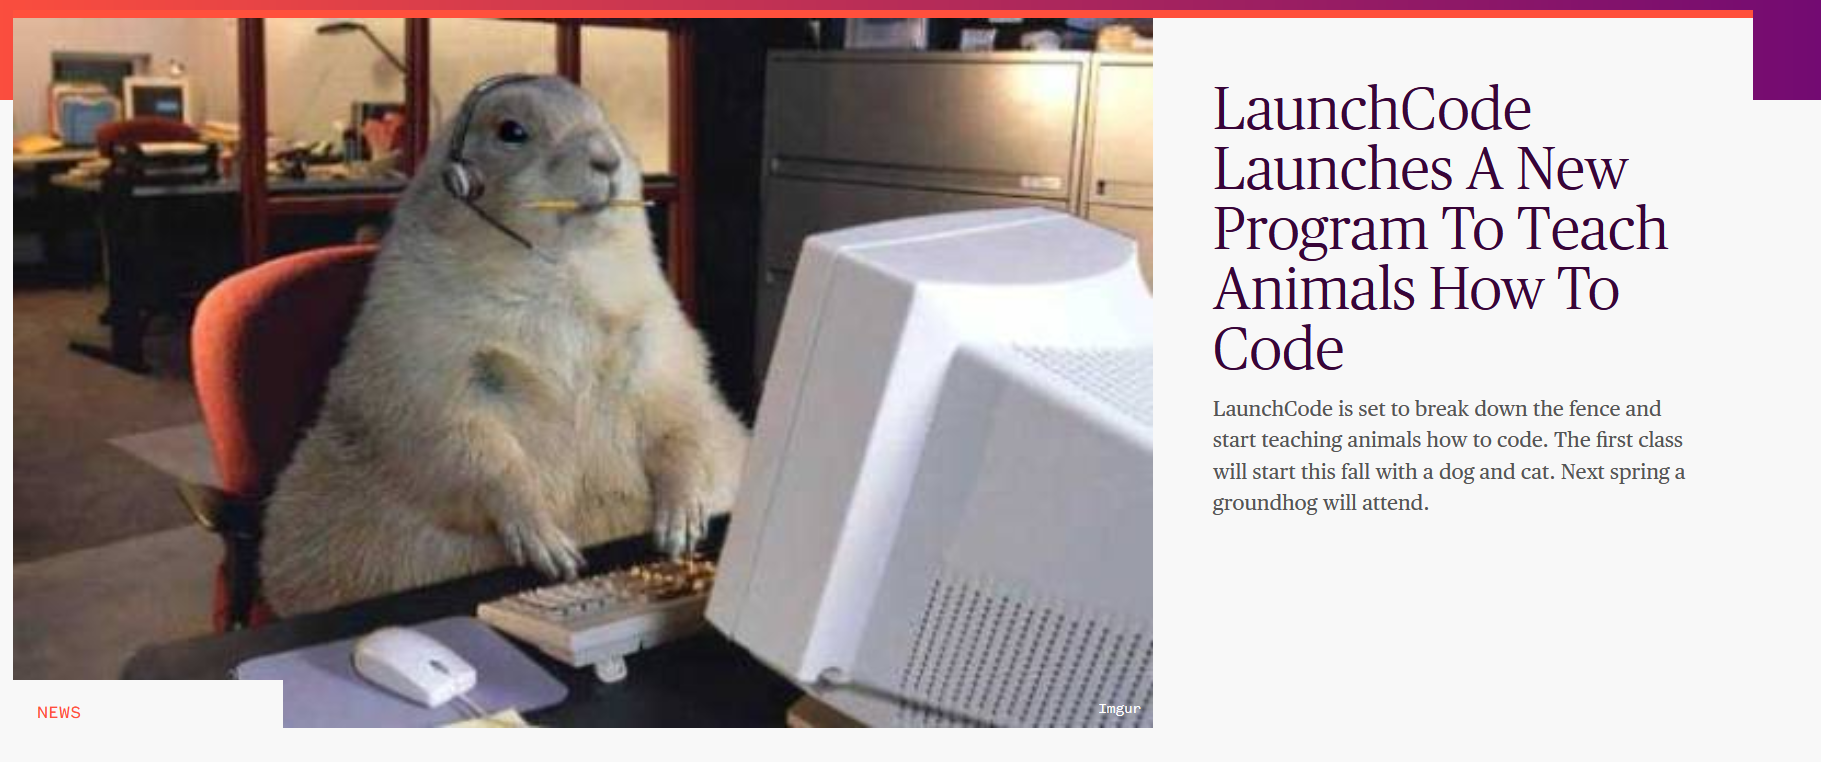 LaunchCode
Launches A New
Program To Teach
Animals How To
Code
LaunchCode is set to break down the fence and
start teaching animals how to code. The first class
will start this fall with a dog and cat. Next spring a
groundhog will attend.
NEWS
Imgur